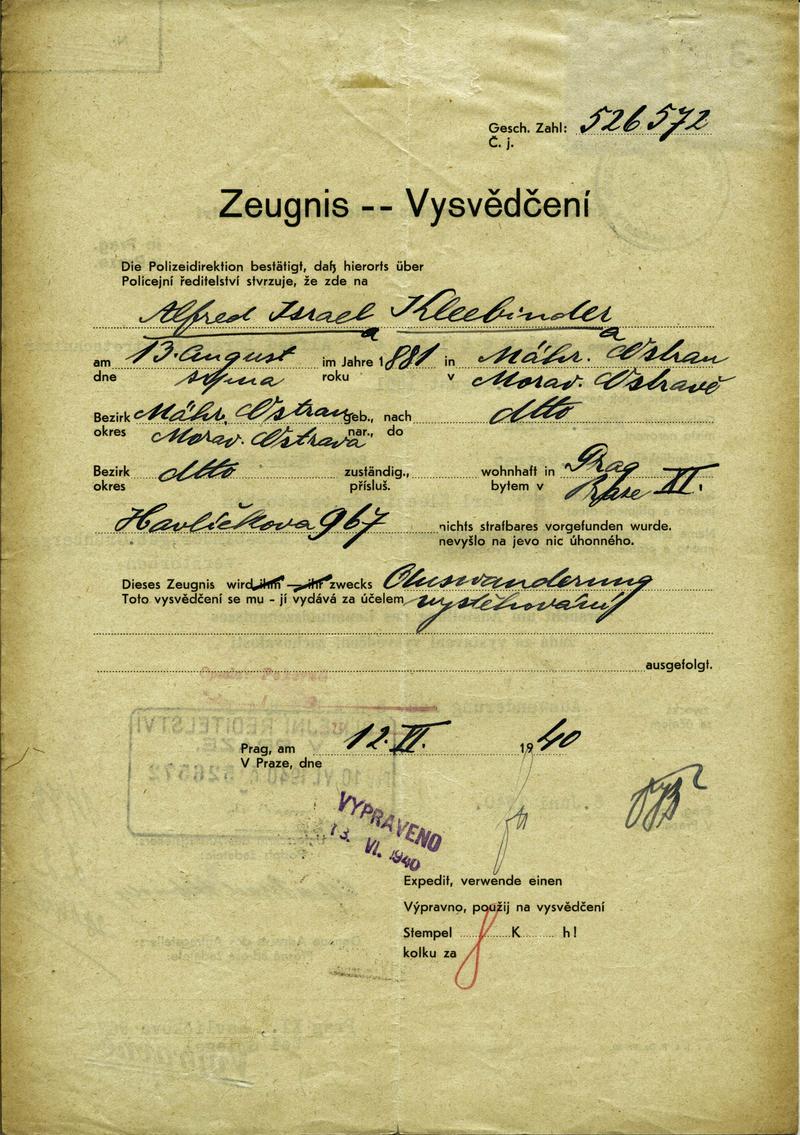 Gesch. Zahl: 526572
Č. j.
Zeugnis -- Vysvědčení
Die Polizeidirektion bestätigt, daß hierorts über
Policejní ředitelství stvrzuje, že zde na
Alfred Israel Kleebinder
am 13. August im Jahre 1881 in Mähr. Ostrau
dne srpna roku v Morav. Ostravě
Bezirk Mähr. Ostrau geb., nach dtto
okres Morav. Ostrava nar., do
Bezirk dtto zuständig., wohnhaft in Prag
okres přísluš. bytem v Praze XI.
Havlíčkova 967 nichts strafbares vorgefunden wurde.
nevyšlo na jevo nic úhonného.
Dieses Zeugnis wird ihm — ihr zwecks Auswanderung
Toto vysvědčení se mu - jí vydává za účelem vystěhování
ausgefolgt.
Prag, am 12. VI. 1940
V Praze, dne
VYPRAVENO
13. VI. 1940
Expedit, verwende einen
Výpravno, použij na vysvědčení
Stempel K h!
kolku za